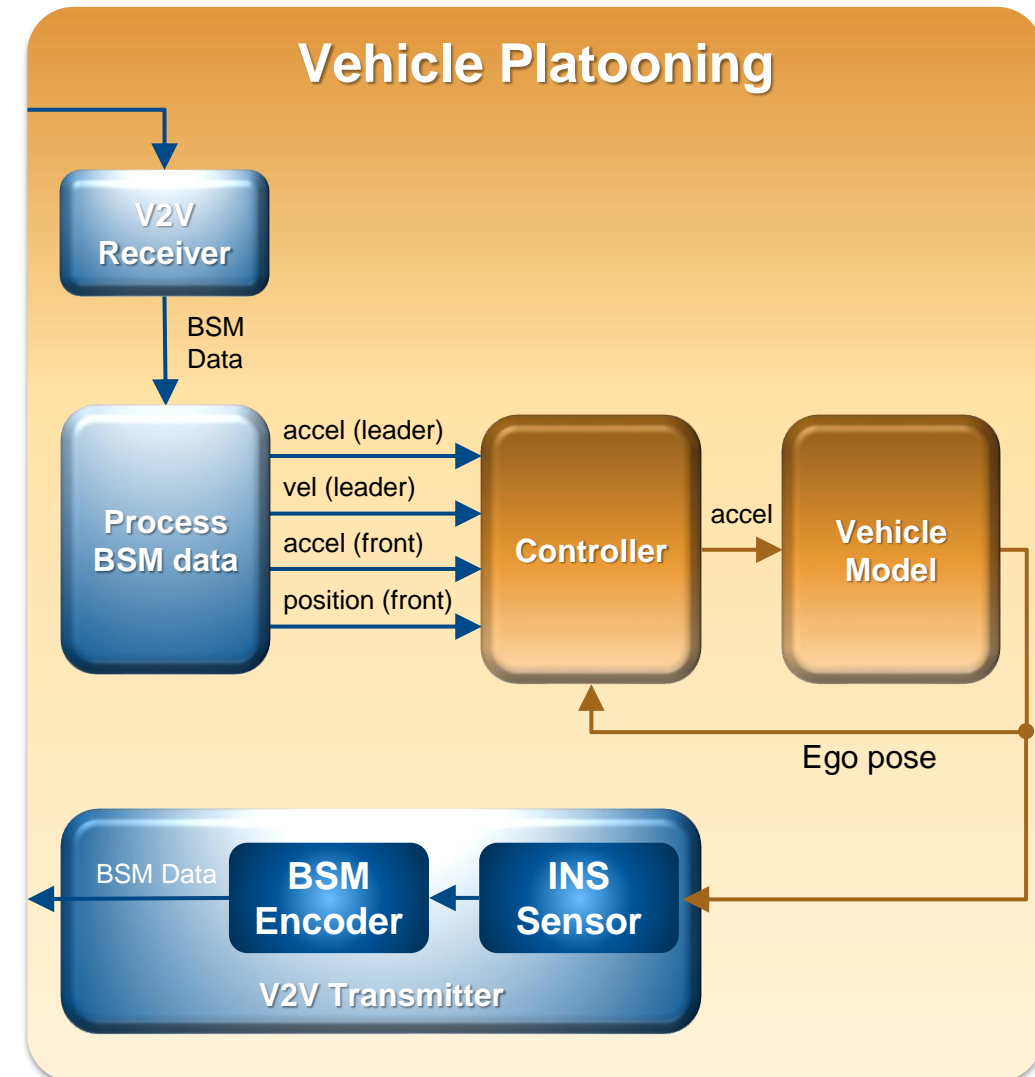 Vehicle Platooning
V2V
Receiver
BSM
Data
Process
BSM data
accel (leader)
vel (leader)
accel (front)
position (front)
Controller
accel
Vehicle
Model
Ego pose
BSM Data
BSM
Encoder
INS
Sensor
V2V Transmitter